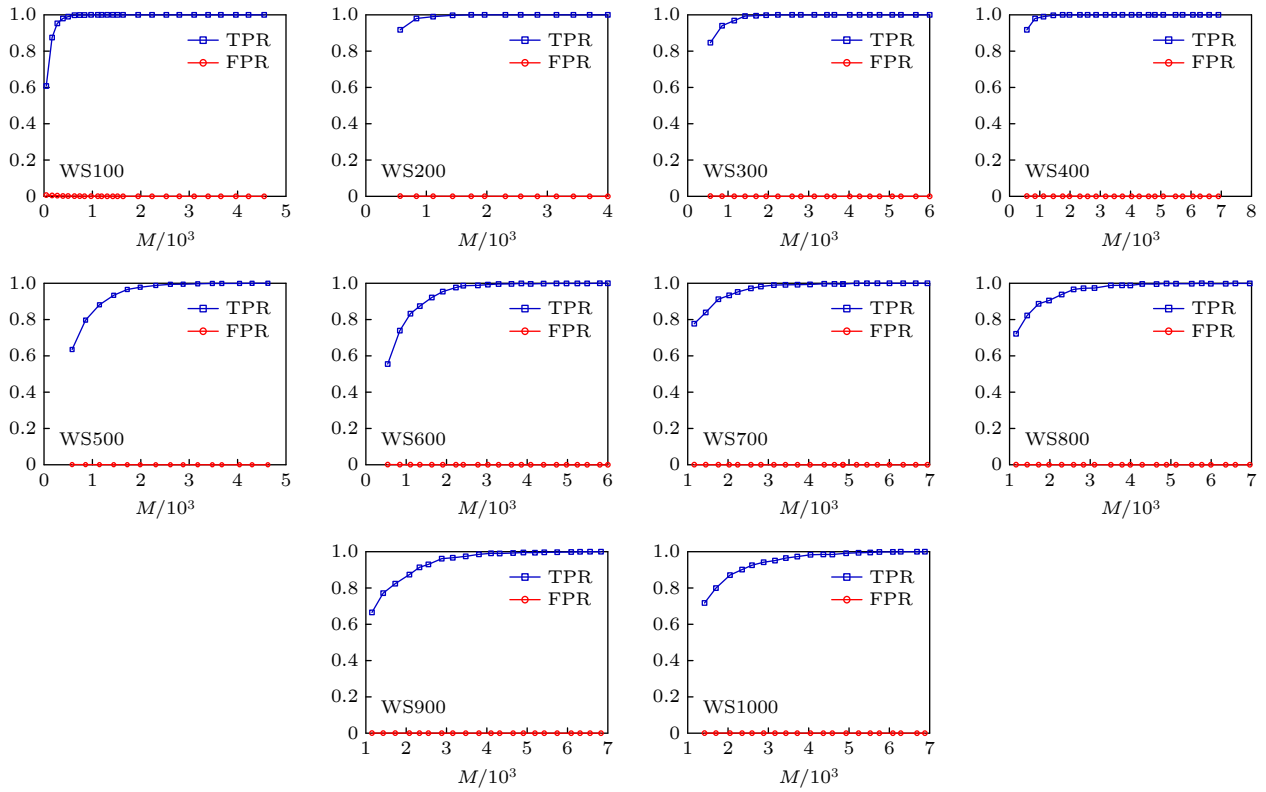 1.0
0.8
0.6
0.4
0.2
0
TPR
FPR
WS100
0 1 2 3 4 5
M/10³
1.0
0.8
0.6
0.4
0.2
0
TPR
FPR
WS200
0 1 2 3 4
M/10³
1.0
0.8
0.6
0.4
0.2
0
TPR
FPR
WS300
0 1 2 3 4 5 6
M/10³
1.0
0.8
0.6
0.4
0.2
0
TPR
FPR
WS400
0 1 2 3 4 5 6 7 8
M/10³
1.0
0.8
0.6
0.4
0.2
0
TPR
FPR
WS500
0 1 2 3 4 5
M/10³
1.0
0.8
0.6
0.4
0.2
0
TPR
FPR
WS600
0 1 2 3 4 5 6
M/10³
1.0
0.8
0.6
0.4
0.2
0
TPR
FPR
WS700
1 2 3 4 5 6 7
M/10³
1.0
0.8
0.6
0.4
0.2
0
TPR
FPR
WS800
1 2 3 4 5 6 7
M/10³
1.0
0.8
0.6
0.4
0.2
0
TPR
FPR
WS900
1 2 3 4 5 6 7
M/10³
1.0
0.8
0.6
0.4
0.2
0
TPR
FPR
WS1000
1 2 3 4 5 6 7
M/10³